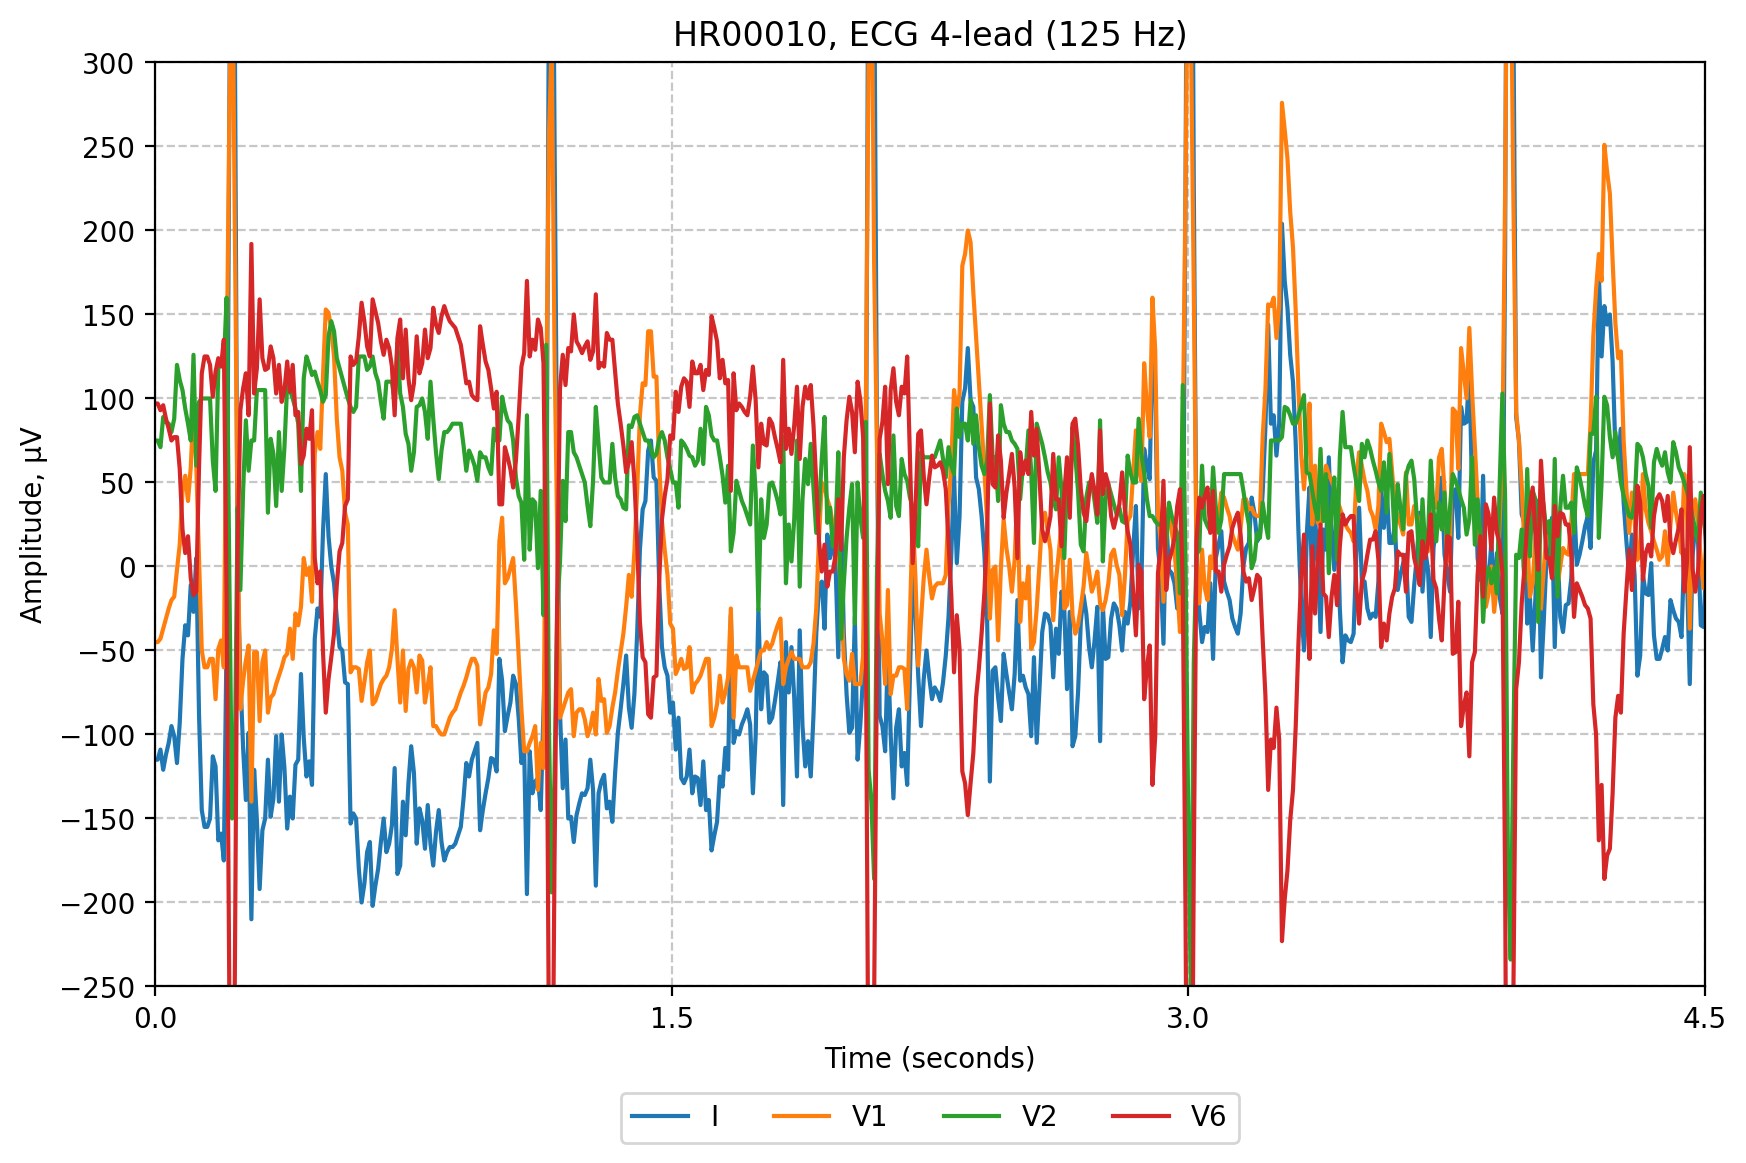 HR00010, ECG 4-lead (125 Hz)
300
250
200
150
100
50
0
−50
−100
−150
−200
−250
Amplitude, µV
0.0 1.5 3.0 4.5
Time (seconds)
I V1 V2 V6